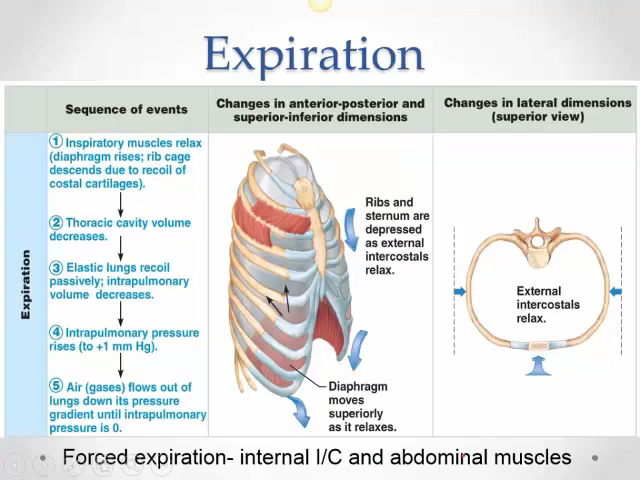 Expiration
Sequence of events
Changes in anterior-posterior and
superior-inferior dimensions
Changes in lateral dimensions
(superior view)
Expiration
① Inspiratory muscles relax
(diaphragm rises; rib cage
descends due to recoil of
costal cartilages).
② Thoracic cavity volume
decreases.
③ Elastic lungs recoil
passively; intrapulmonary
volume decreases.
④ Intrapulmonary pressure
rises (to +1 mm Hg).
⑤ Air (gases) flows out of
lungs down its pressure
gradient until intrapulmonary
pressure is 0.
Ribs and
sternum are
depressed
as external
intercostals
relax.
Diaphragm
moves
superiorly
as it relaxes.
External
intercostals
relax.
Forced expiration- internal I/C and abdominal muscles